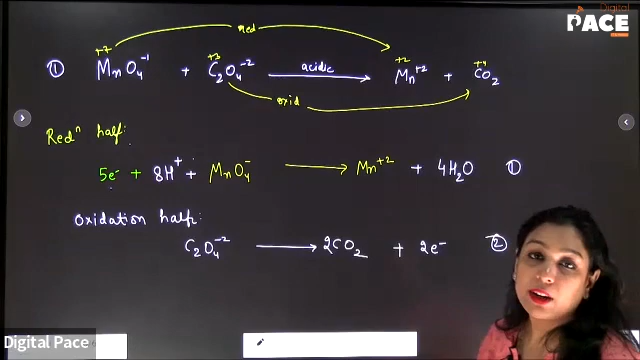 Digital
PACE
red
+7 +3 +2 +4
① MnO₄⁻¹ + C₂O₄⁻² acidic → Mn⁺² + CO₂
oxid
Redⁿ half:
5e⁻ + 8H⁺ + MnO₄⁻ → Mn⁺² + 4H₂O ①
Oxidation half:
C₂O₄⁻² → 2CO₂ + 2e⁻ ②
Digital Pace